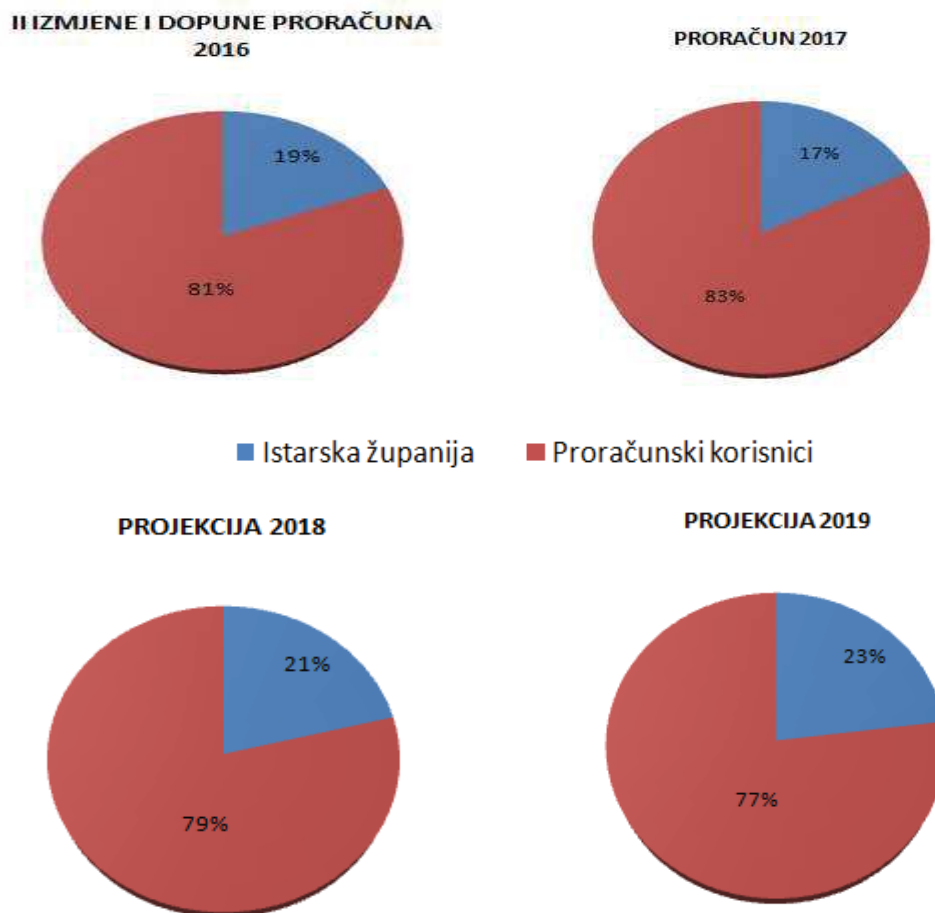 II IZMJENE I DOPUNE PRORAČUNA
2016
19%
81%
PRORAČUN 2017
17%
83%
Istarska županija
Proračunski korisnici
PROJEKCIJA 2018
21%
79%
PROJEKCIJA 2019
23%
77%